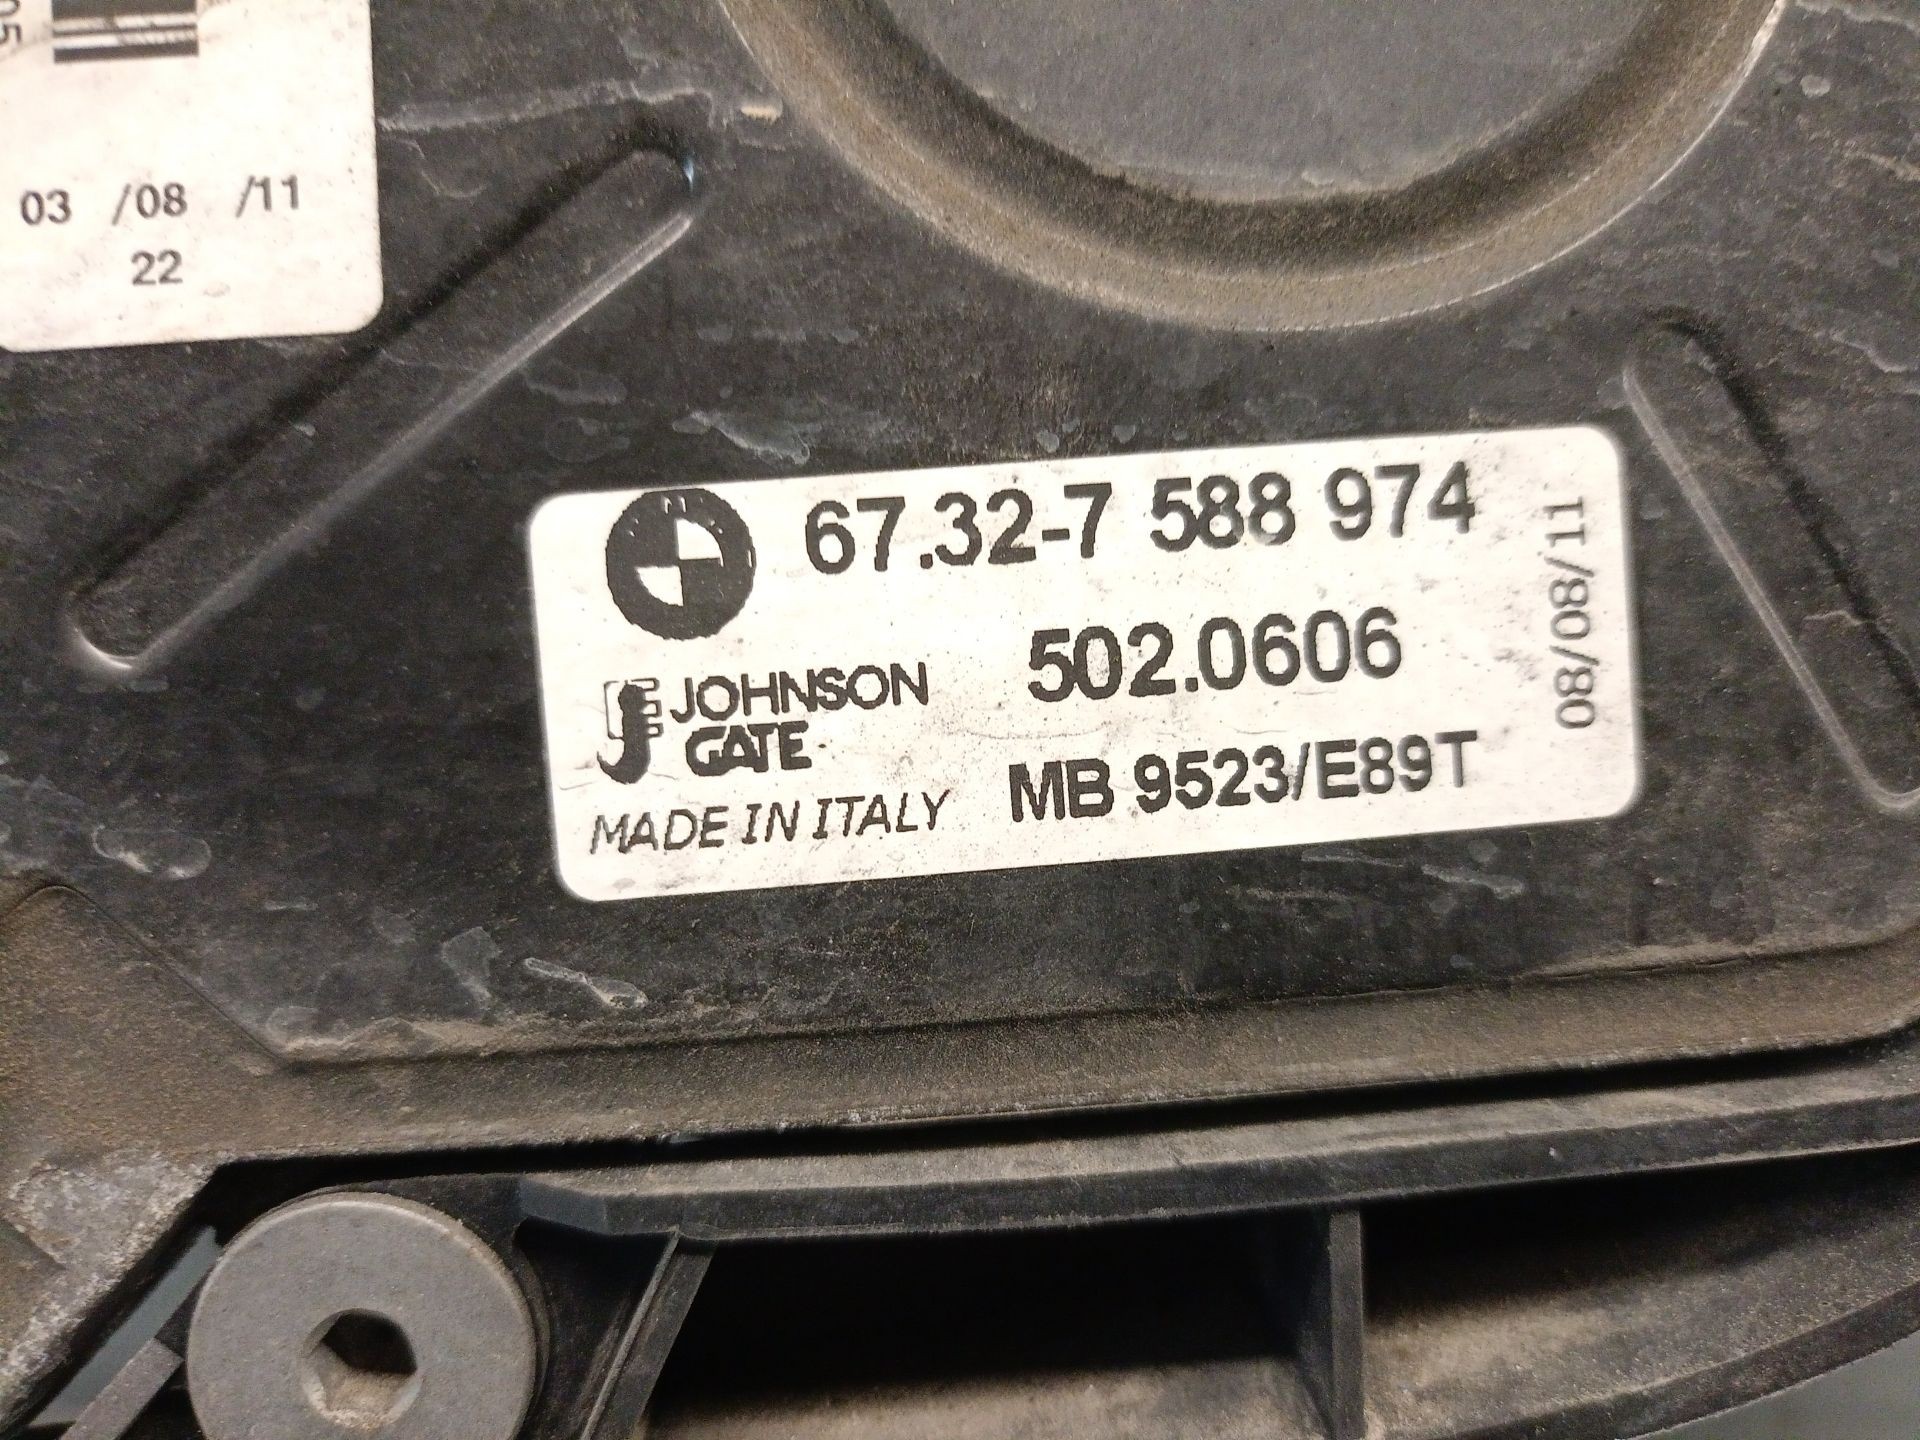 05
03 /08 /11
22
67.32-7 588 974
502.0606
JOHNSON
GATE
MB 9523/E89T
MADE IN ITALY
08/08/11